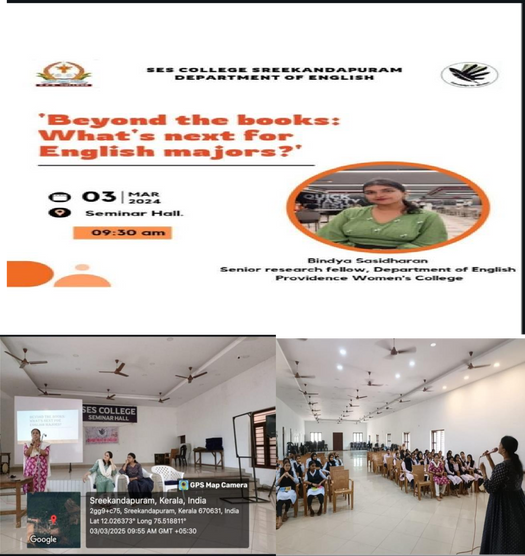 SES COLLEGE SREEKANDAPURAM
DEPARTMENT OF ENGLISH
'Beyond the books:
What's next for
English majors?'
03 MAR
2024
Seminar Hall.
09:30 am
Bindya Sasidharan
Senior research fellow, Department of English
Providence Women's College
SES COLLEGE
SEMINAR HALL
GPS Map Camera
Sreekandapuram, Kerala, India
2gg9+c75, Sreekandapuram, Kerala 670631, India
Lat 12.026373° Long 75.518811°
03/03/2025 09:55 AM GMT +05:30
Google